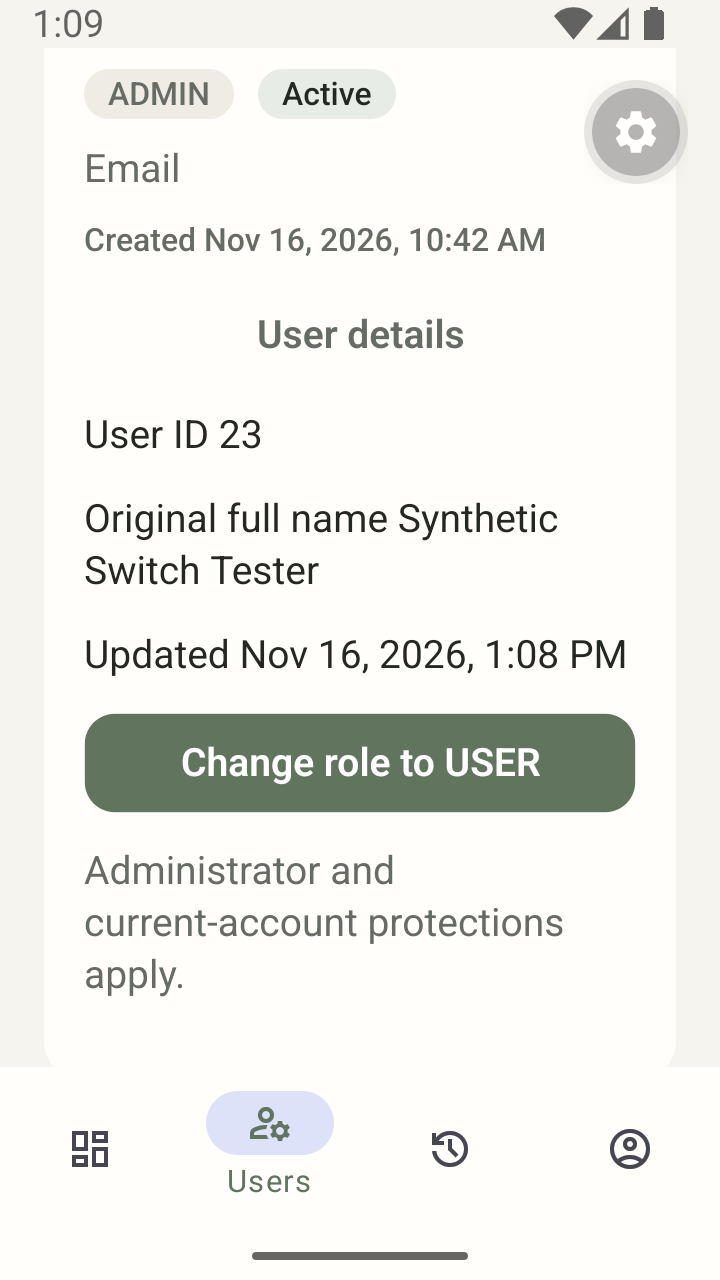 1:09
ADMIN Active
Email
Created Nov 16, 2026, 10:42 AM
User details
User ID 23
Original full name Synthetic
Switch Tester
Updated Nov 16, 2026, 1:08 PM
Change role to USER
Administrator and
current-account protections
apply.
Users